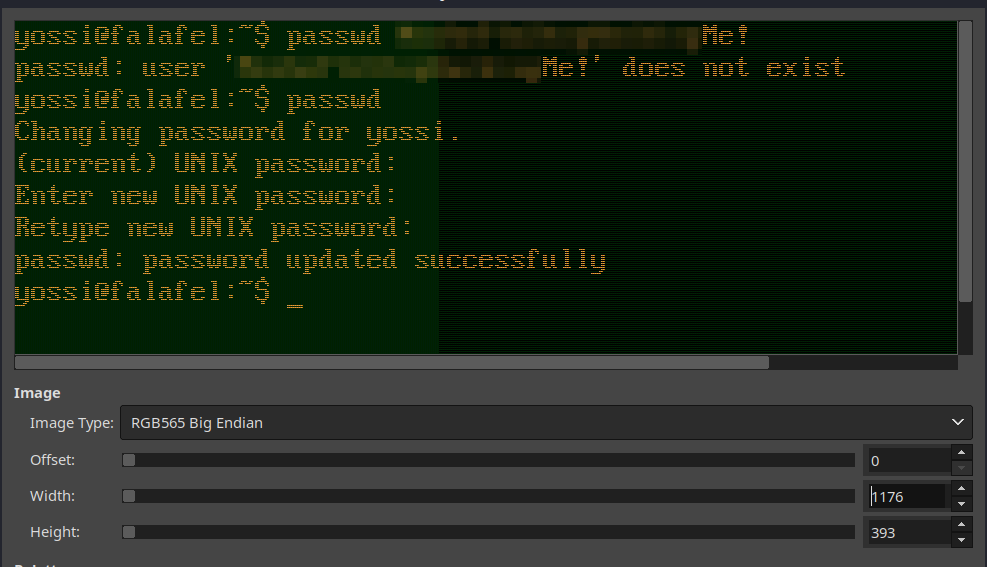 yossi@falafel:~$ passwd Me!
passwd: user 'Me!' does not exist
yossi@falafel:~$ passwd
Changing password for yossi.
(current) UNIX password:
Enter new UNIX password:
Retype new UNIX password:
passwd: password updated successfully
yossi@falafel:~$ _
Image
Image Type: RGB565 Big Endian
Offset: 0
Width: 1176
Height: 393